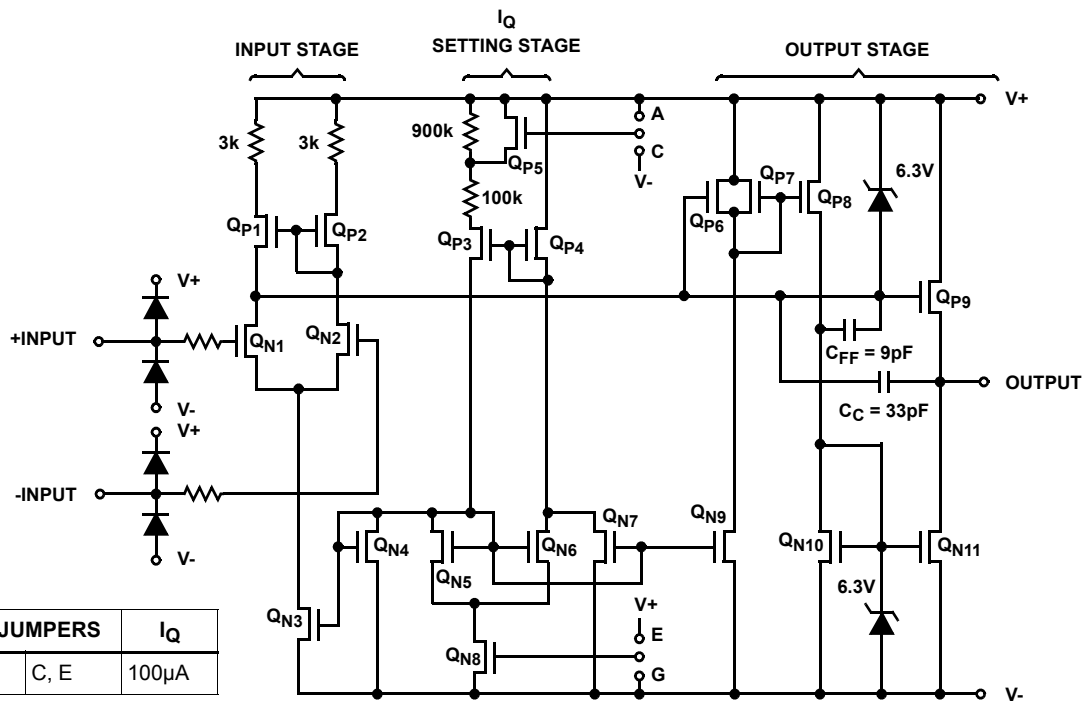 IQ
INPUT STAGE
SETTING STAGE
OUTPUT STAGE
V+
900k
A
3k
3k
QP5
C
V-
6.3V
100k
QP7
QP8
QP6
QP1
QP2
QP3
QP4
V+
QP9
+INPUT
QN1
QN2
CFF = 9pF
OUTPUT
V-
CC = 33pF
V+
-INPUT
QN7
QN9
QN4
QN6
QN10
QN11
V-
QN5
6.3V
V+
QN3
E
JUMPERS
IQ
QN8
G
C, E
100µA
V-